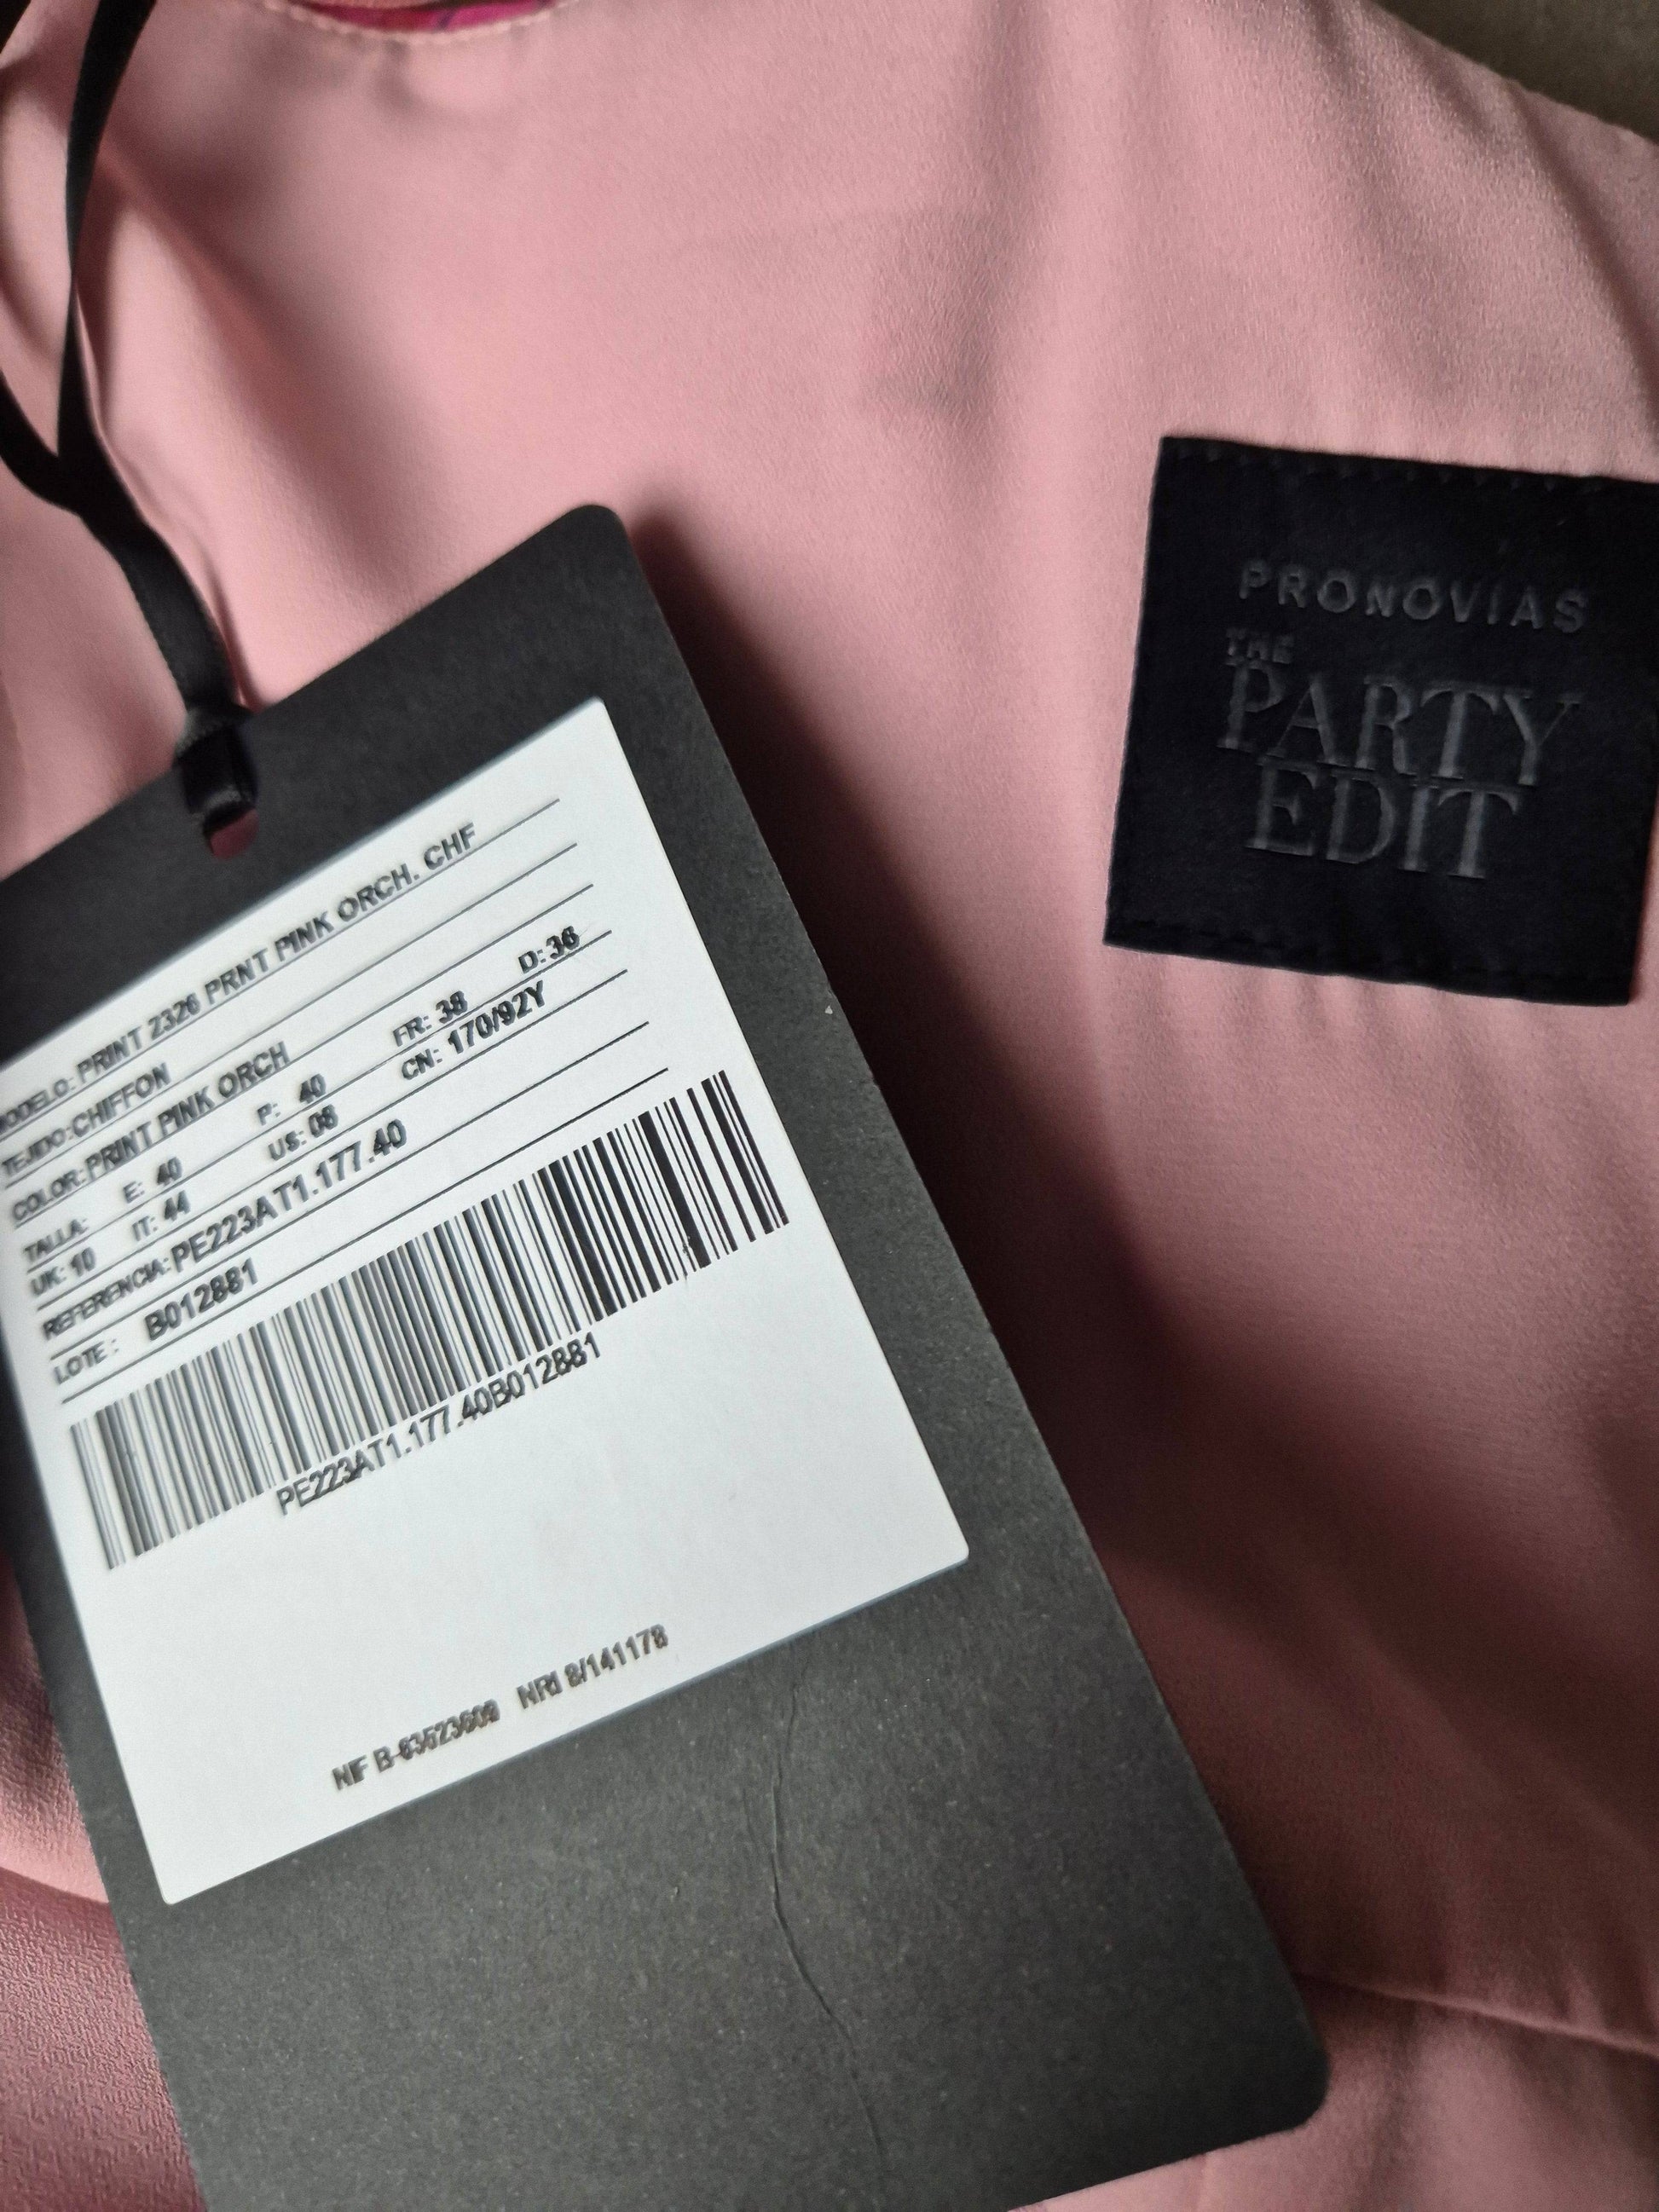 MODELO: PRINT 2326 PRNT PINK ORCH. CHF
TEJIDO: CHIFFON
COLOR: PRINT PINK ORCH
TALLA: E: 40 P: 40 FR: 38 D: 36
UK: 10 IT: 44 US: 08 CN: 170/92Y
REFERENCIA: PE223AT1.177.40
LOTE: B012881
PE223AT1.177.40B012881
NIF B-63523609 NRI 8/141178
PRONOVIAS
THE
PARTY
EDIT